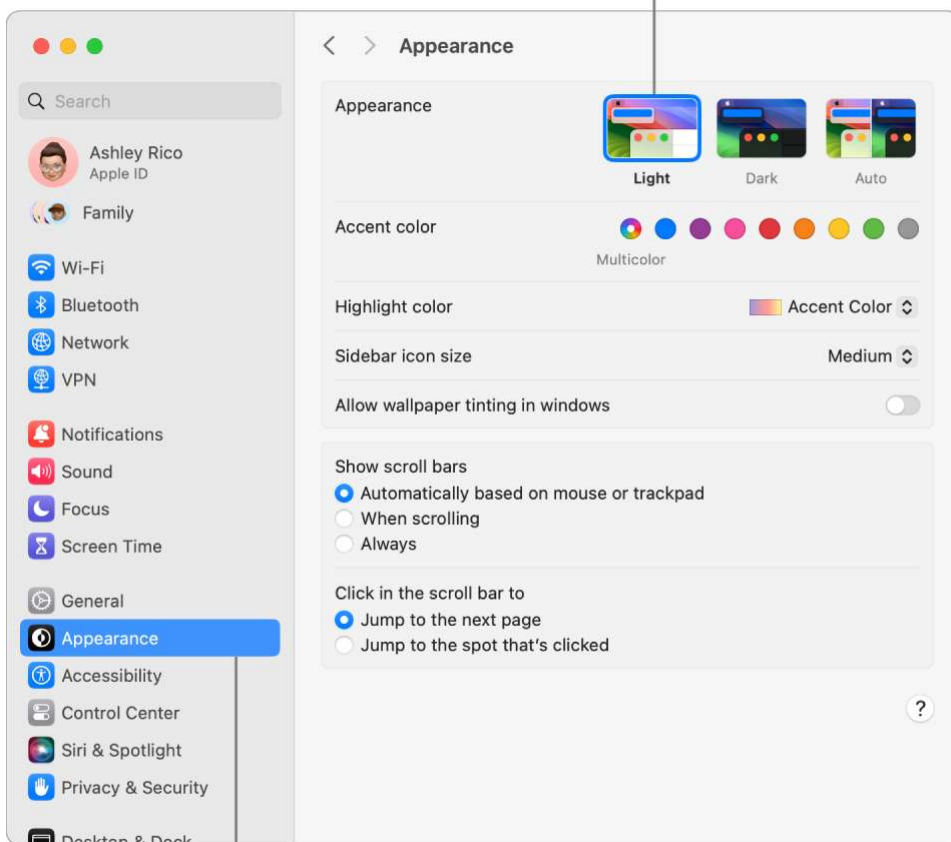 Appearance
Search
Ashley Rico
Apple ID
Family
Wi-Fi
Bluetooth
Network
VPN
Notifications
Sound
Focus
Screen Time
General
Appearance
Accessibility
Control Center
Siri & Spotlight
Privacy & Security
Desktop & Dock
Appearance
Light Dark Auto
Accent color
Multicolor
Highlight color Accent Color
Sidebar icon size Medium
Allow wallpaper tinting in windows
Show scroll bars
Automatically based on mouse or trackpad
When scrolling
Always
Click in the scroll bar to
Jump to the next page
Jump to the spot that's clicked
?